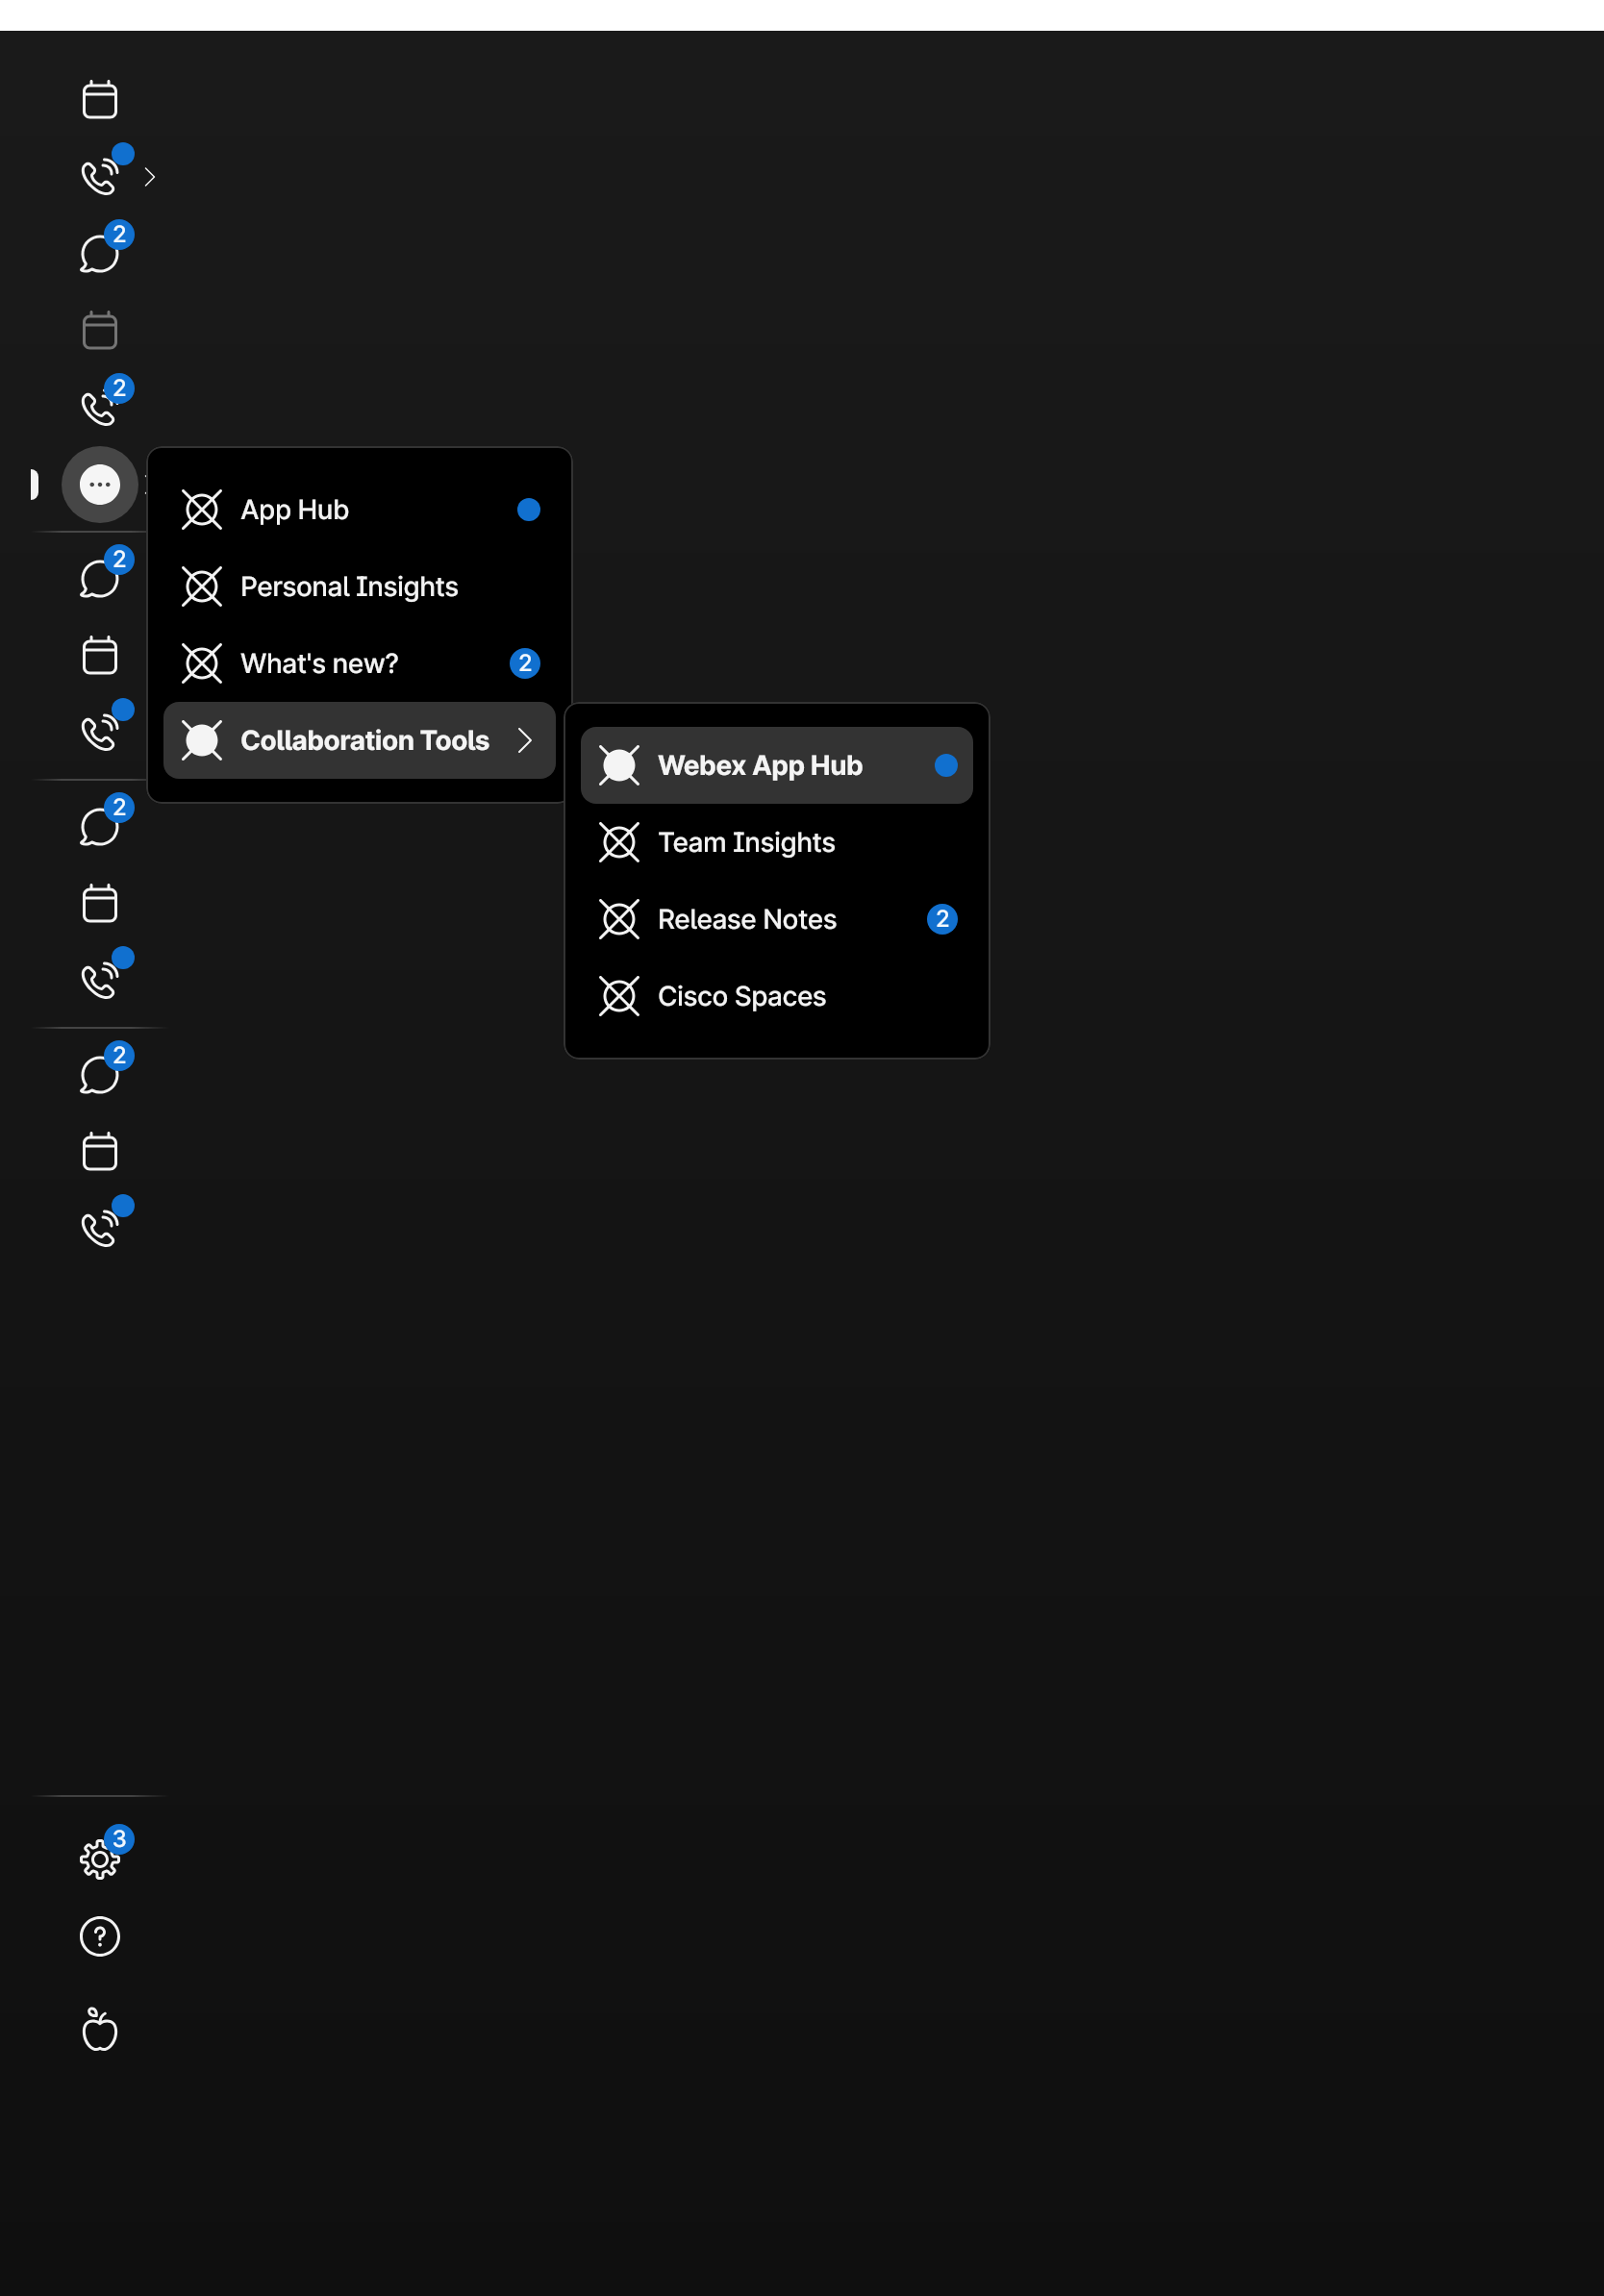 2
2
App Hub
Personal Insights
What's new? 2
Collaboration Tools
2
Webex App Hub
Team Insights
Release Notes 2
Cisco Spaces
2
2
3
?